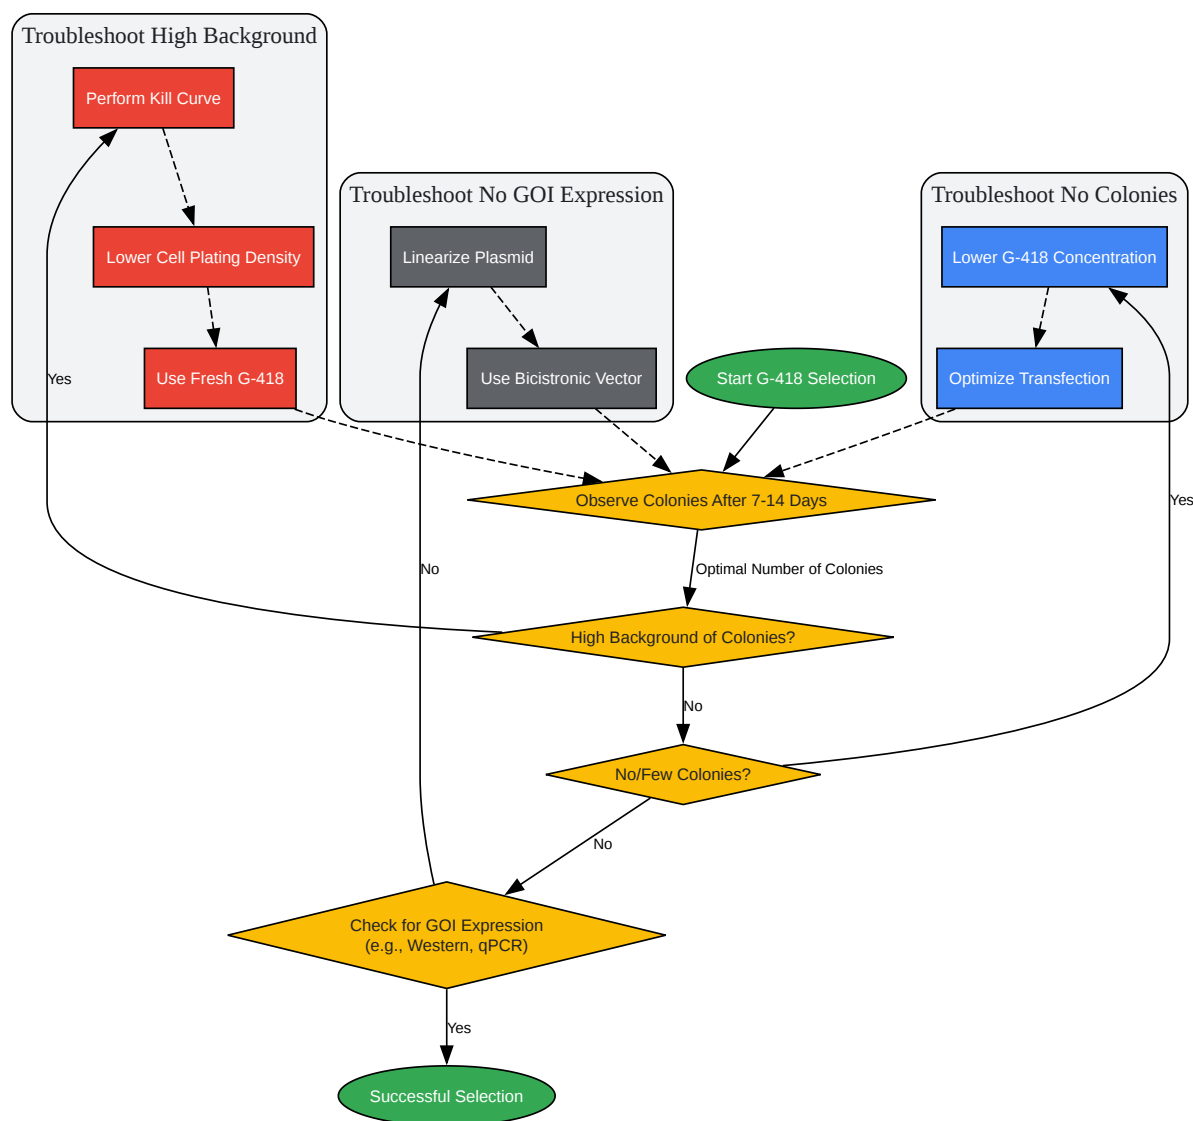 Troubleshoot High Background
Perform Kill Curve
Lower Cell Plating Density
Use Fresh G-418
Yes
Troubleshoot No GOI Expression
Linearize Plasmid
Use Bicistronic Vector
Start G-418 Selection
Troubleshoot No Colonies
Lower G-418 Concentration
Optimize Transfection
Observe Colonies After 7-14 Days
Yes
No
Optimal Number of Colonies
High Background of Colonies?
No
No/Few Colonies?
No
Check for GOI Expression
(e.g., Western, qPCR)
Yes
Successful Selection